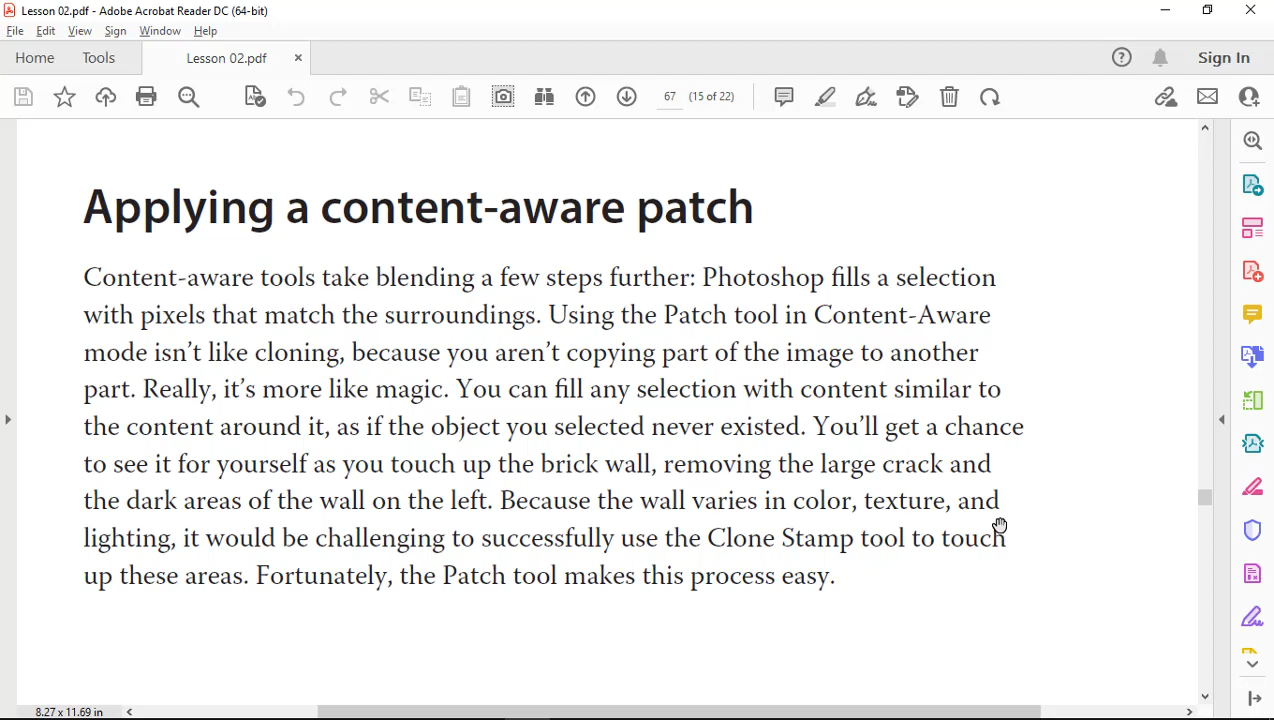 Lesson 02.pdf - Adobe Acrobat Reader DC (64-bit)
File Edit View Sign Window Help
Home Tools Lesson 02.pdf × Sign In
67 (15 of 22)
Applying a content-aware patch
Content-aware tools take blending a few steps further: Photoshop fills a selection
with pixels that match the surroundings. Using the Patch tool in Content-Aware
mode isn’t like cloning, because you aren’t copying part of the image to another
part. Really, it’s more like magic. You can fill any selection with content similar to
the content around it, as if the object you selected never existed. You’ll get a chance
to see it for yourself as you touch up the brick wall, removing the large crack and
the dark areas of the wall on the left. Because the wall varies in color, texture, and
lighting, it would be challenging to successfully use the Clone Stamp tool to touch
up these areas. Fortunately, the Patch tool makes this process easy.
8.27 x 11.69 in